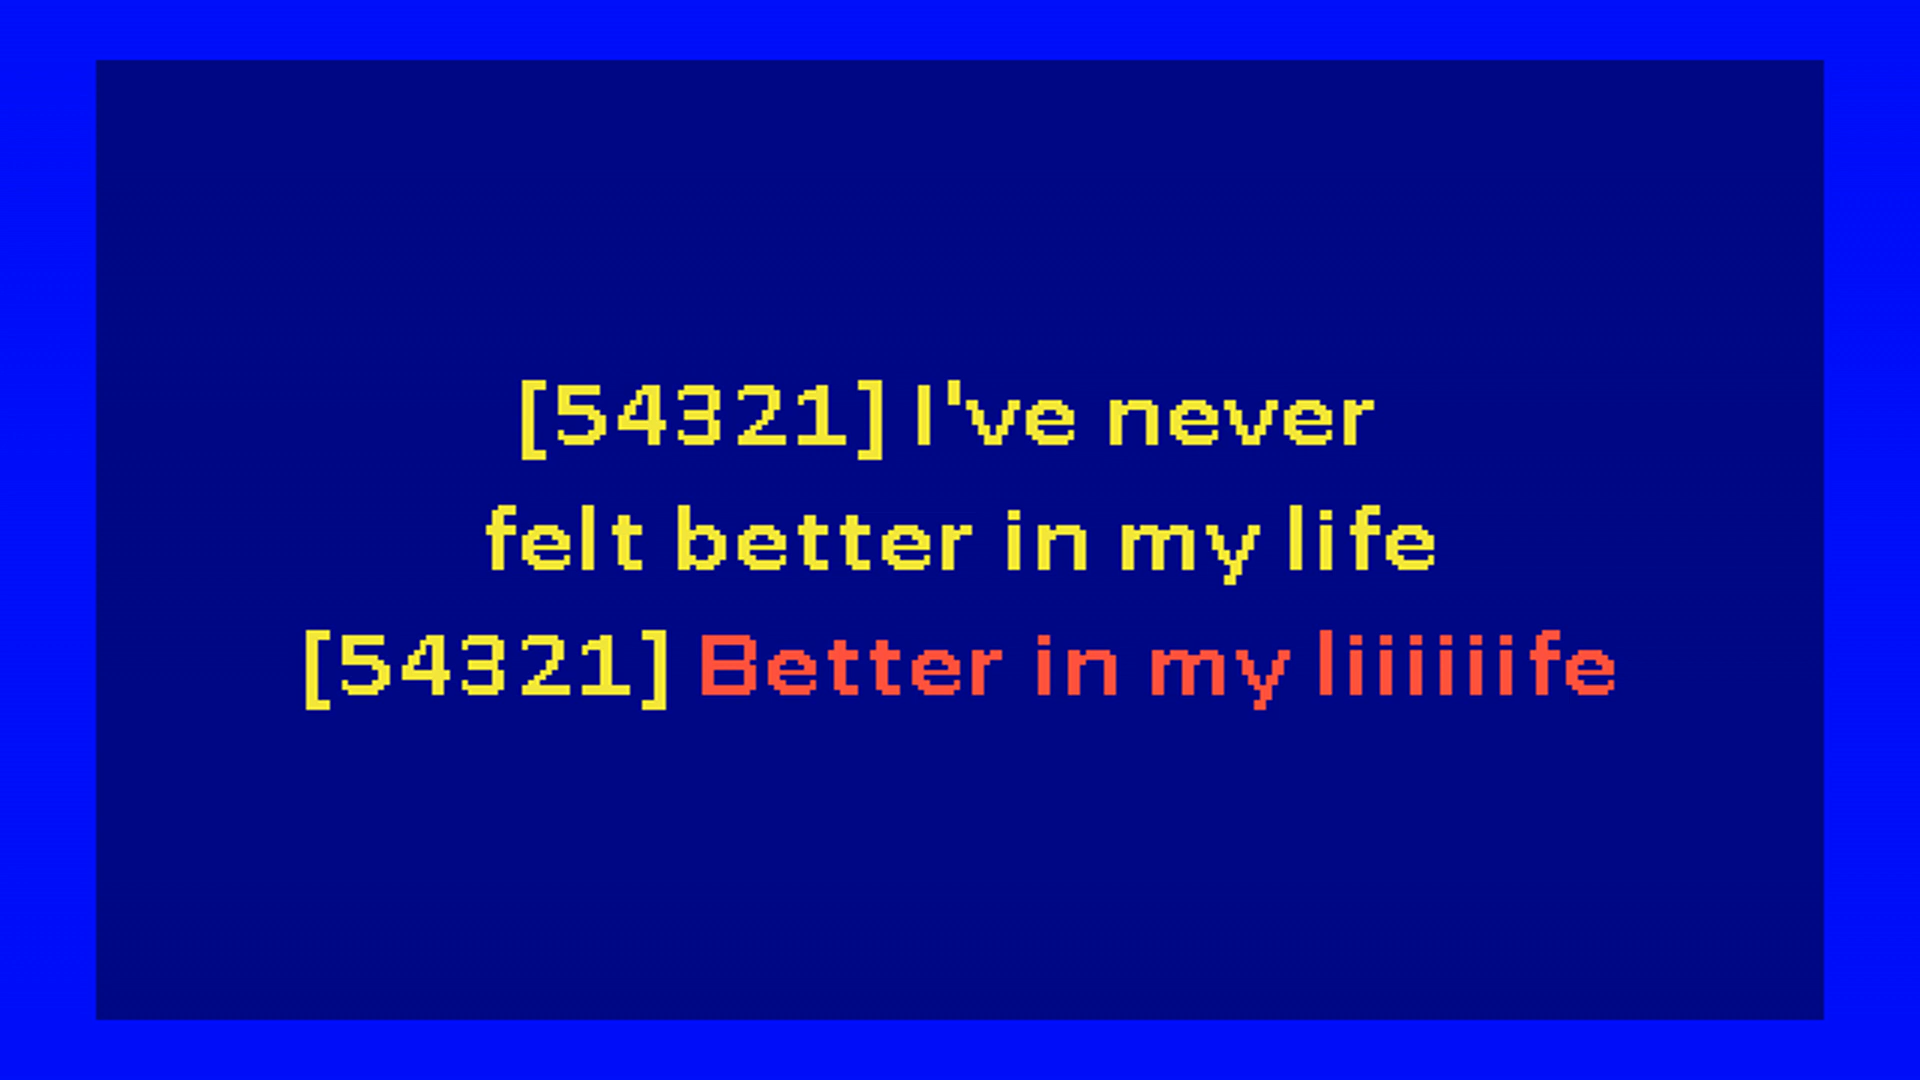 [54321] I've never
felt better in my life
[54321] Better in my liiiiiife